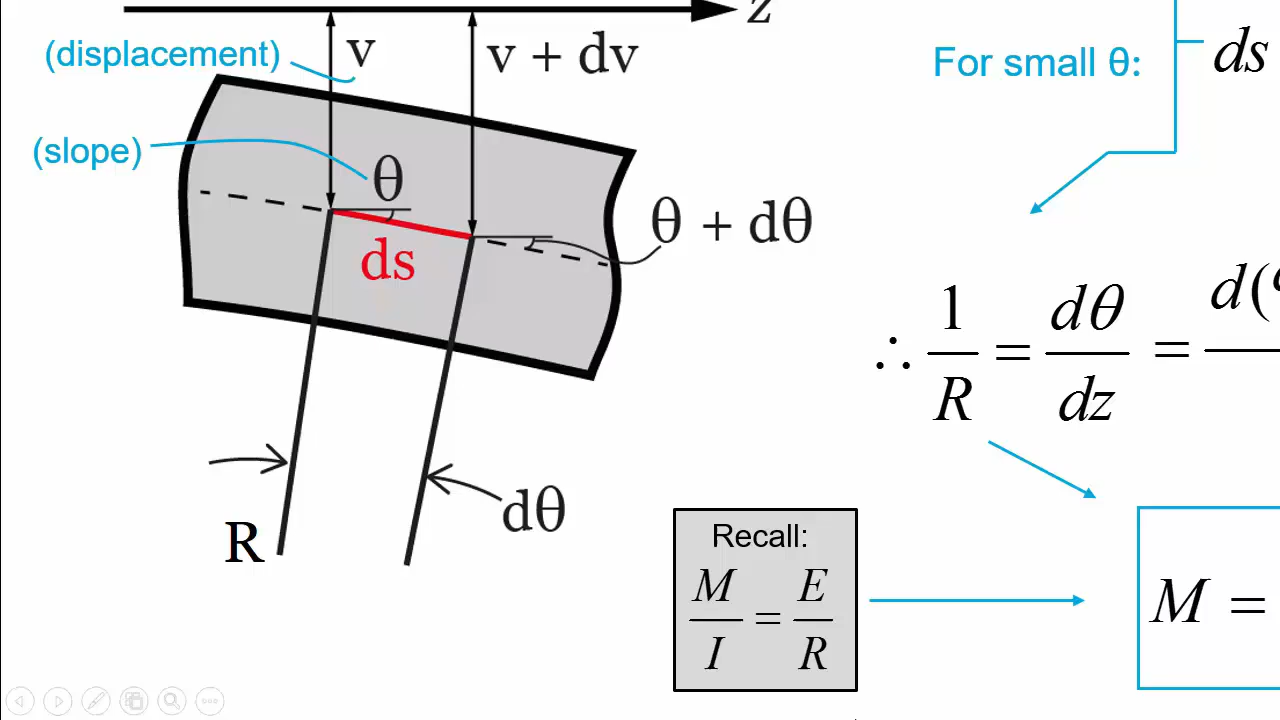 z
(displacement)
v
v + dv
For small θ:
ds
(slope)
θ
θ + dθ
ds
∴ 1/R = dθ/dz = d(
R
dθ
Recall:
M/I = E/R
M =